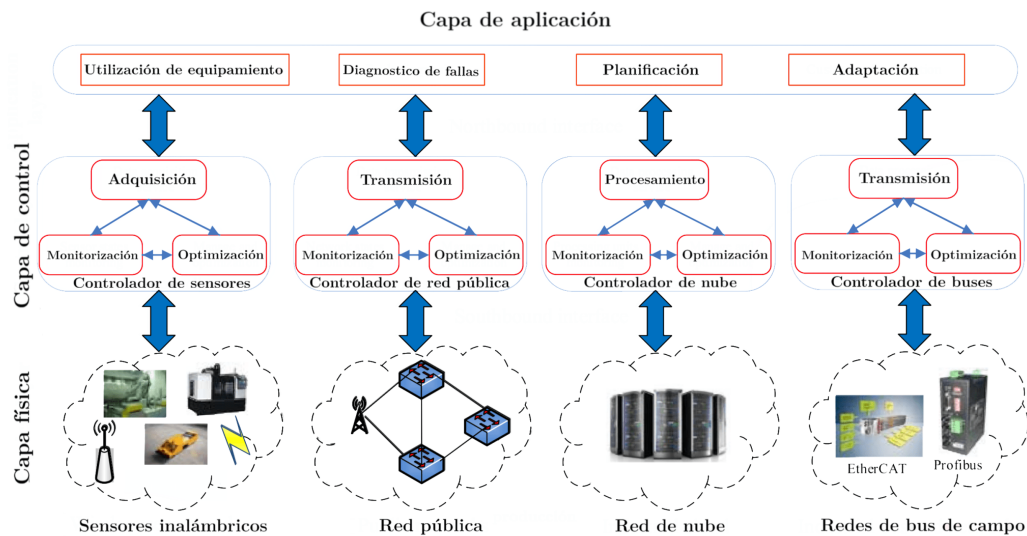 Capa de aplicación
Utilización de equipamiento
Diagnostico de fallas
Planificación
Adaptación
Capa de control
Adquisición
Monitorización
Optimización
Controlador de sensores
Transmisión
Monitorización
Optimización
Controlador de red pública
Procesamiento
Monitorización
Optimización
Controlador de nube
Transmisión
Monitorización
Optimización
Controlador de buses
Capa física
EtherCAT
Profibus
Sensores inalámbricos
Red pública
Red de nube
Redes de bus de campo